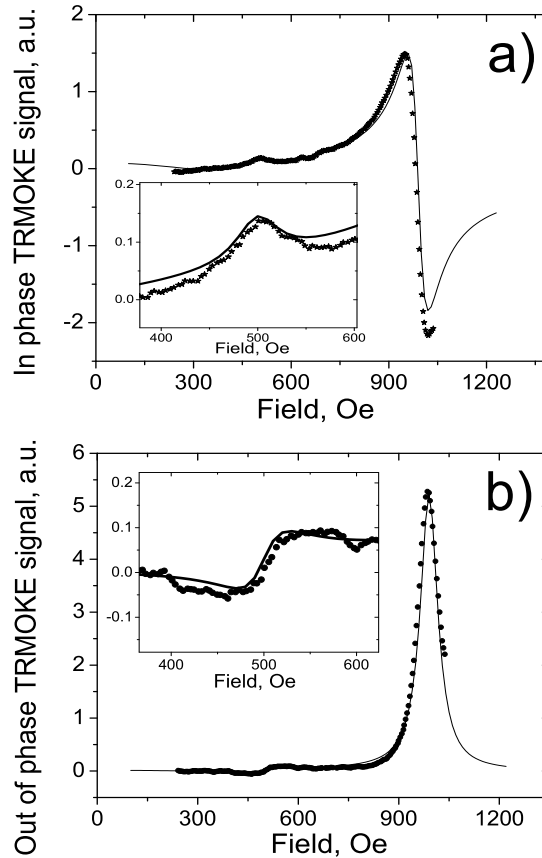 a)
In phase TRMOKE signal, a.u.
2
1
0
-1
-2
0.2
0.1
0.0
400 500 600
Field, Oe
0 300 600 900 1200
Field, Oe
b)
Out of phase TRMOKE signal, a.u.
6
5
4
3
2
1
0
0.2
0.1
0.0
-0.1
400 500 600
Field, Oe
0 300 600 900 1200
Field, Oe